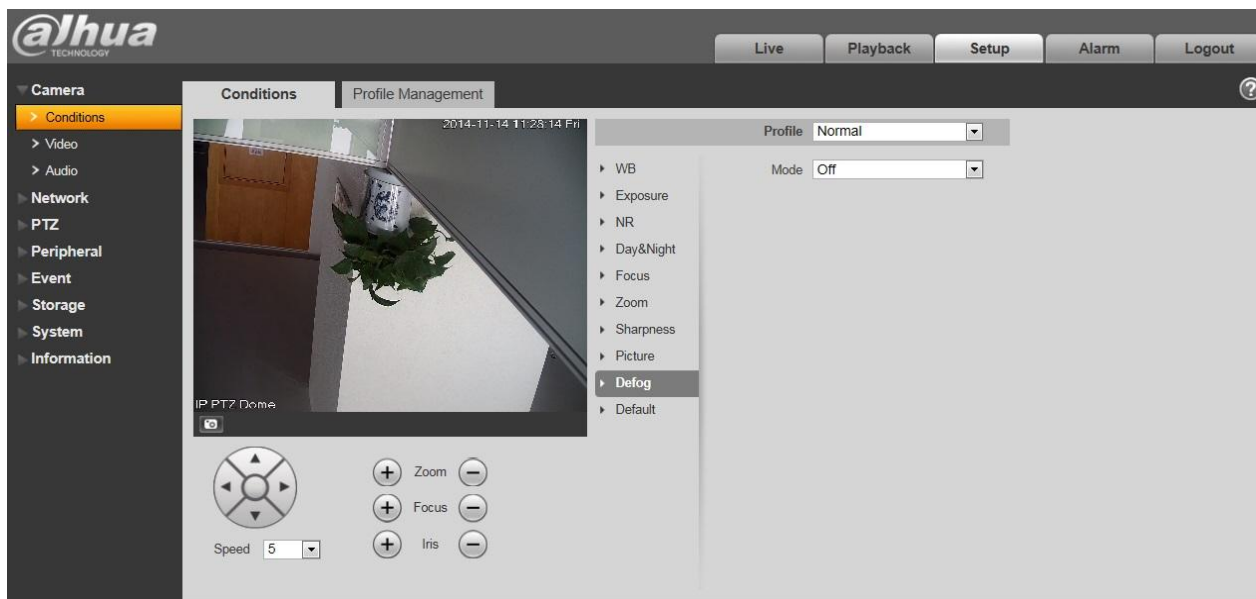 alhua
TECHNOLOGY
Live Playback Setup Alarm Logout
Camera
Conditions
Video
Audio
Network
PTZ
Peripheral
Event
Storage
System
Information
Conditions Profile Management
2014-11-14 11:28:14 Fri
IP PTZ Dome
Profile Normal
WB
Exposure
NR
Day&Night
Focus
Zoom
Sharpness
Picture
Defog
Default
Mode Off
+ Zoom −
+ Focus −
+ Iris −
Speed 5
?